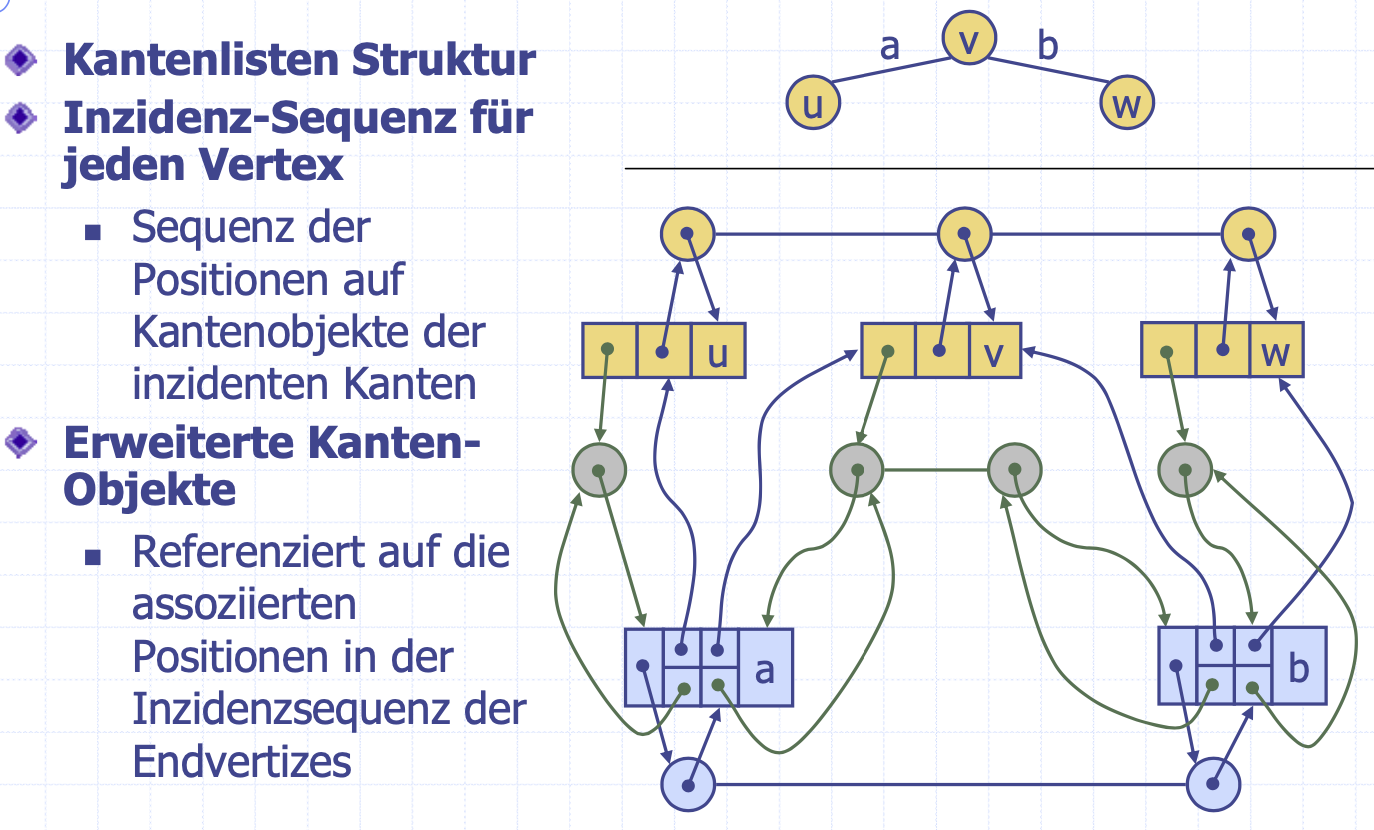 Kantenlisten Struktur
Inzidenz-Sequenz für
jeden Vertex
Sequenz der
Positionen auf
Kantenobjekte der
inzidenten Kanten
Erweiterte Kanten-
Objekte
Referenziert auf die
assoziierten
Positionen in der
Inzidenzsequenz der
Endvertizes
a v b
u w
u v w
a b